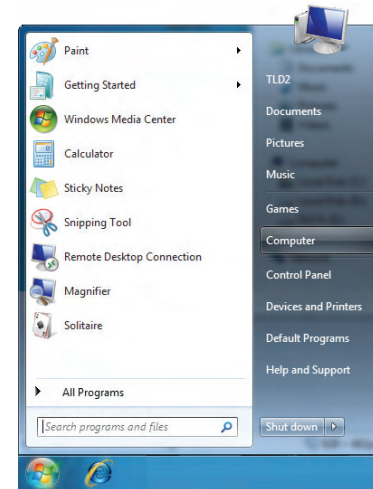 Paint
Getting Started
Windows Media Center
Calculator
Sticky Notes
Snipping Tool
Remote Desktop Connection
Magnifier
Solitaire
All Programs
Search programs and files
TLD2
Documents
Pictures
Music
Games
Computer
Control Panel
Devices and Printers
Default Programs
Help and Support
Shut down